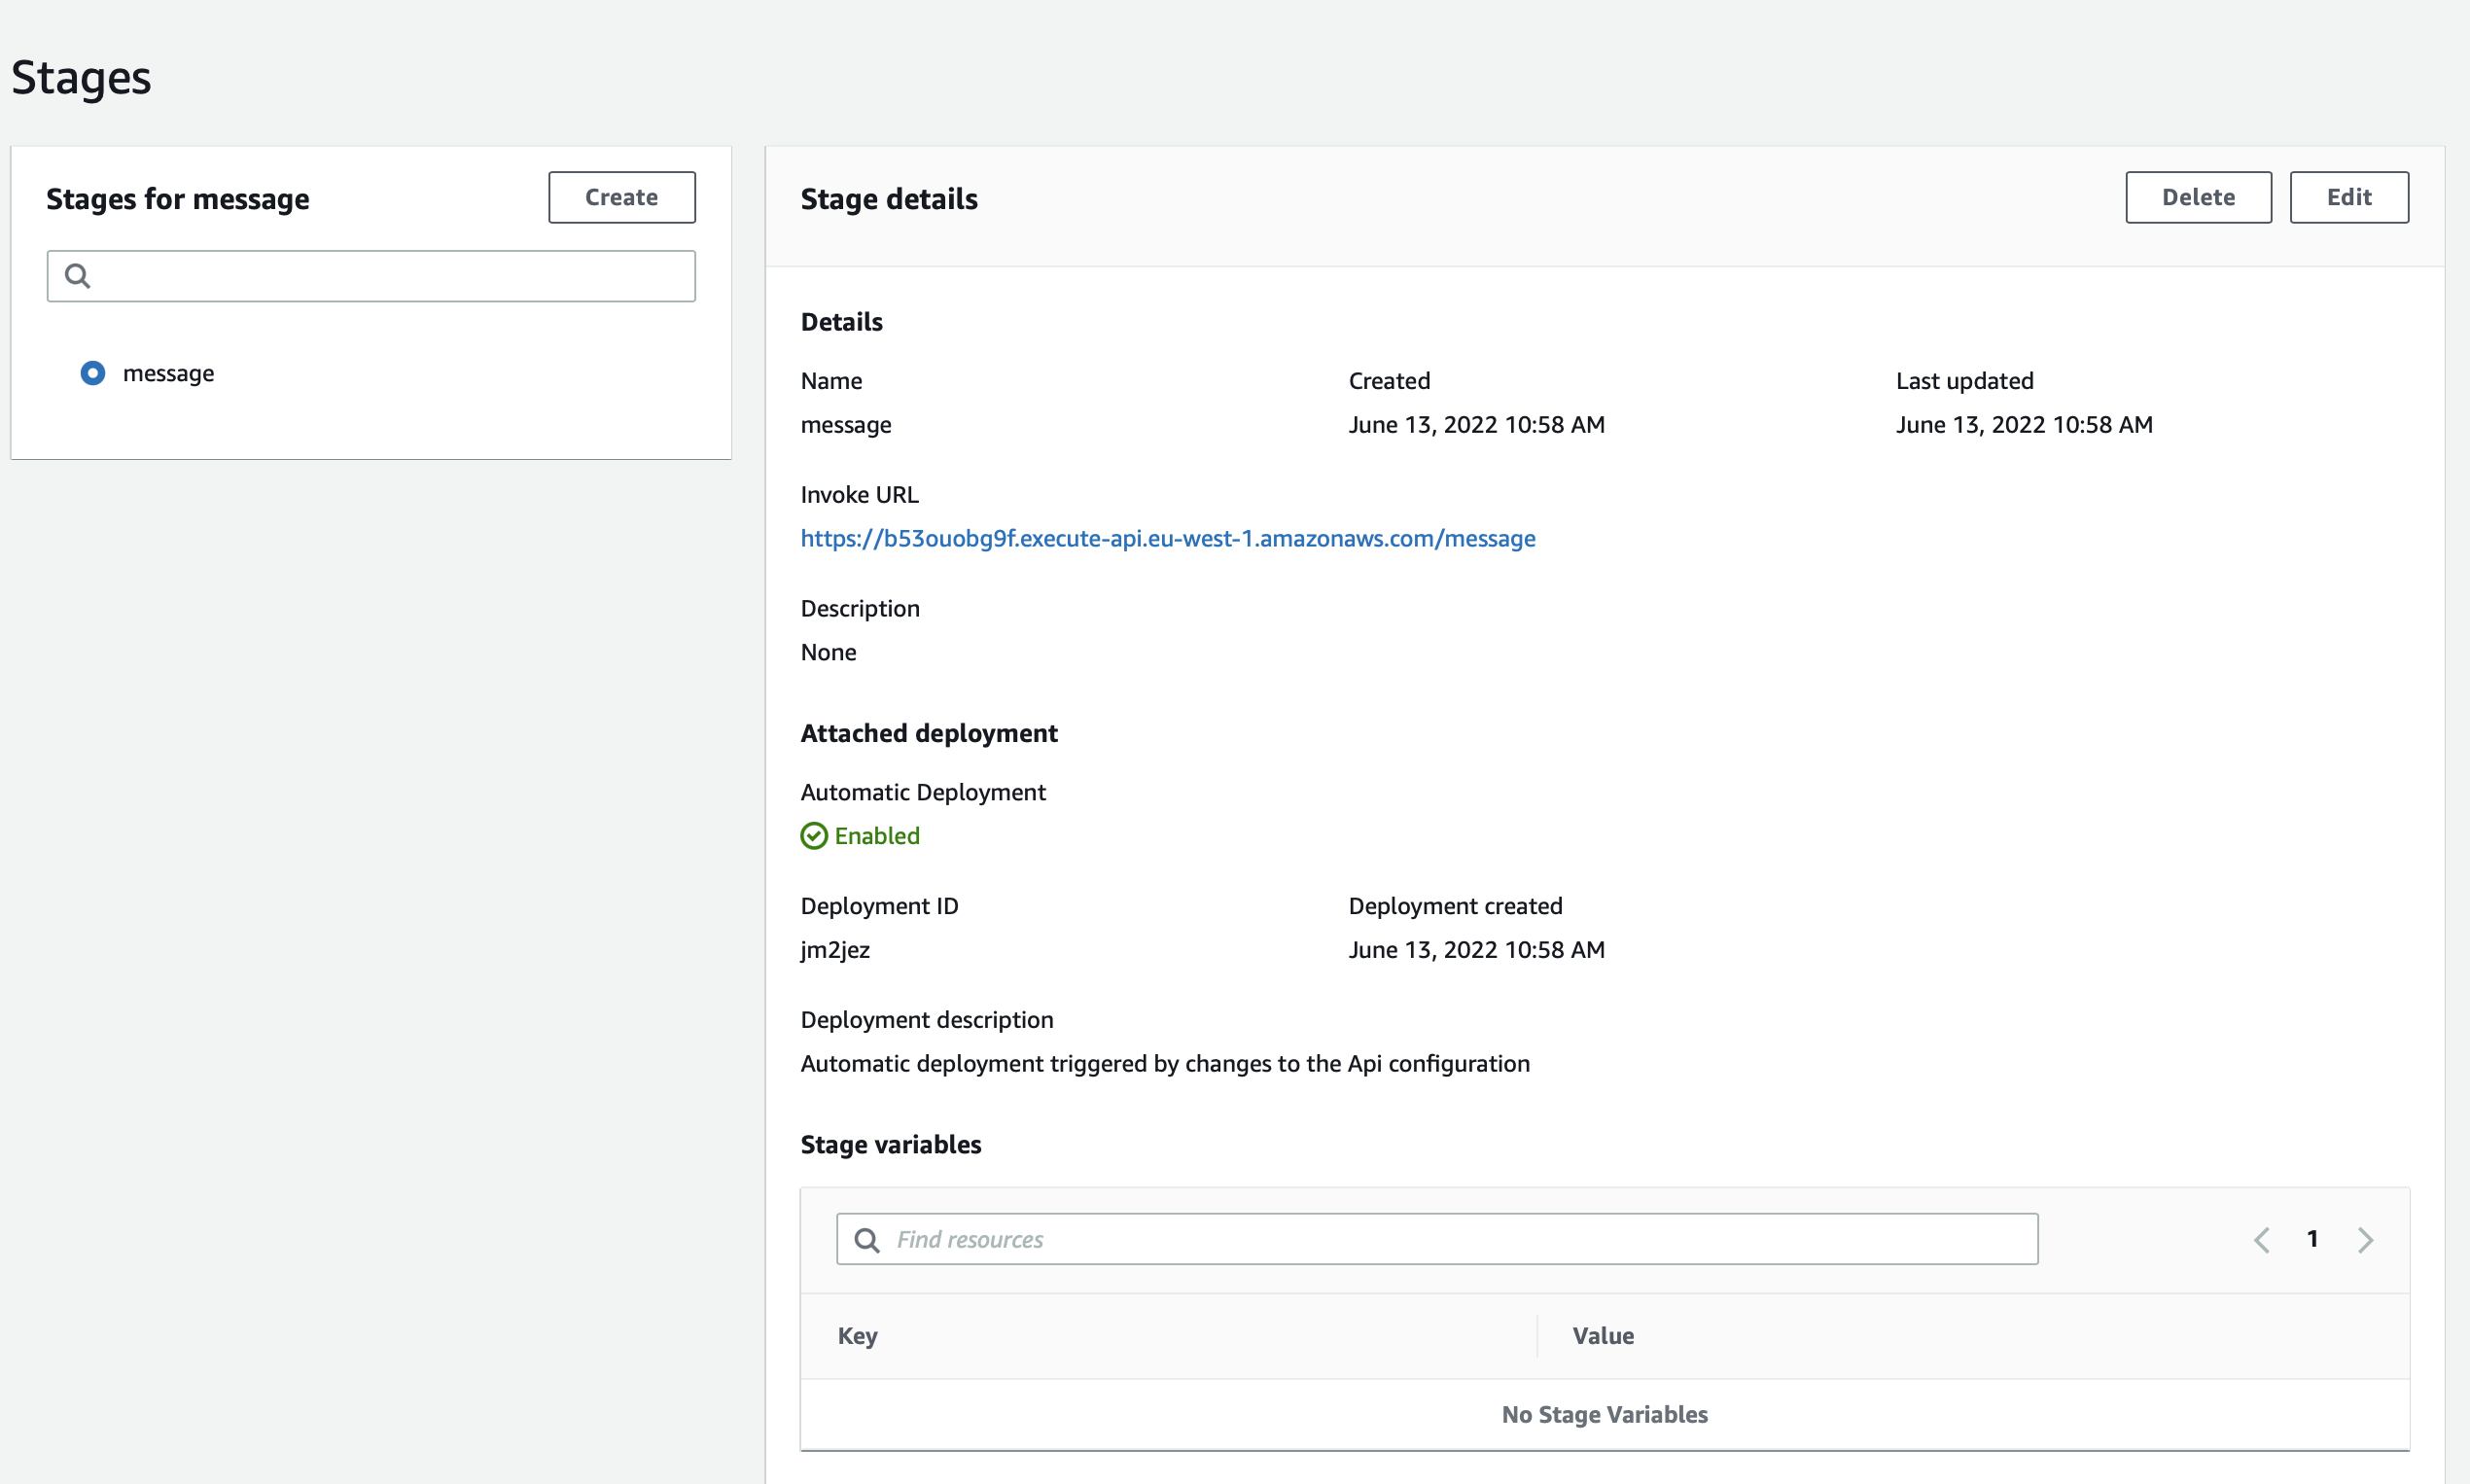 Stages
Stages for message
Create
message
Stage details
Delete
Edit
Details
Name
Created
Last updated
message
June 13, 2022 10:58 AM
June 13, 2022 10:58 AM
Invoke URL
https://b53ouobg9f.execute-api.eu-west-1.amazonaws.com/message
Description
None
Attached deployment
Automatic Deployment
Enabled
Deployment ID
Deployment created
jm2jez
June 13, 2022 10:58 AM
Deployment description
Automatic deployment triggered by changes to the Api configuration
Stage variables
Find resources
1
Key
Value
No Stage Variables